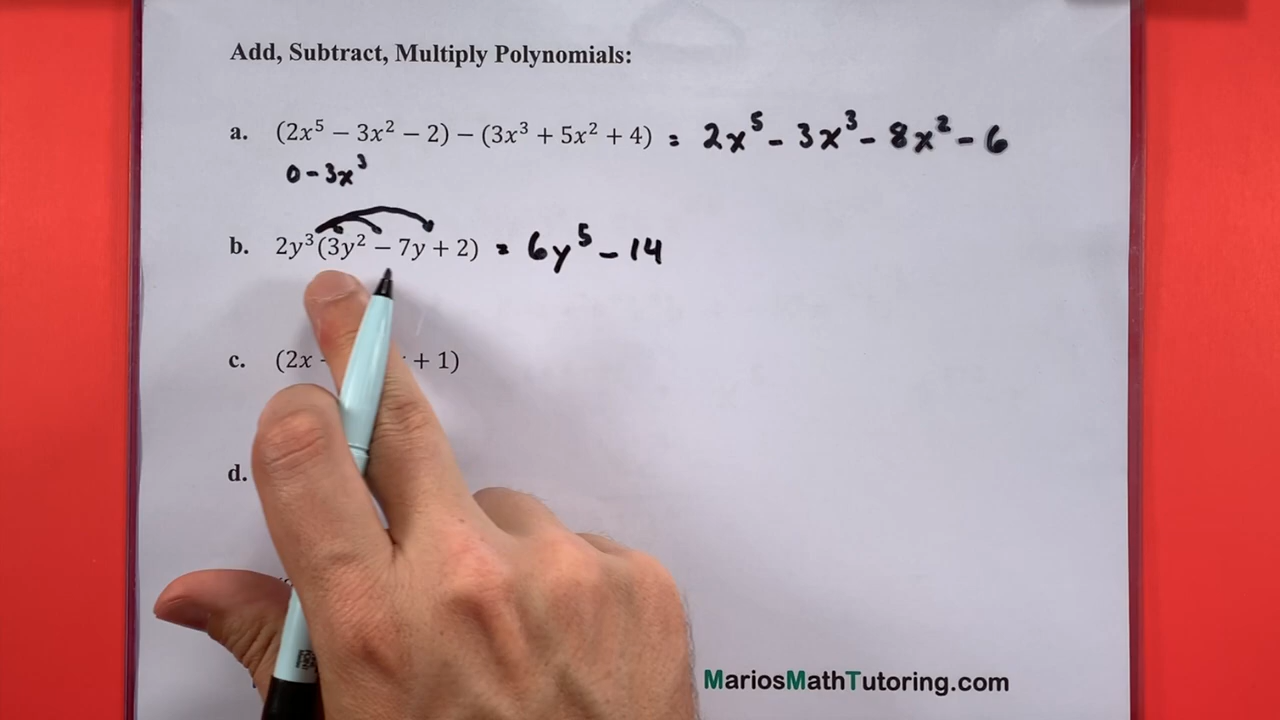 Add, Subtract, Multiply Polynomials:
a. (2x⁵ − 3x² − 2) − (3x³ + 5x² + 4) = 2x⁵ - 3x³ - 8x² - 6
0 - 3x³
b. 2y³(3y² − 7y + 2) = 6y⁵ - 14
c. (2x + 1)
d.
MariosMathTutoring.com